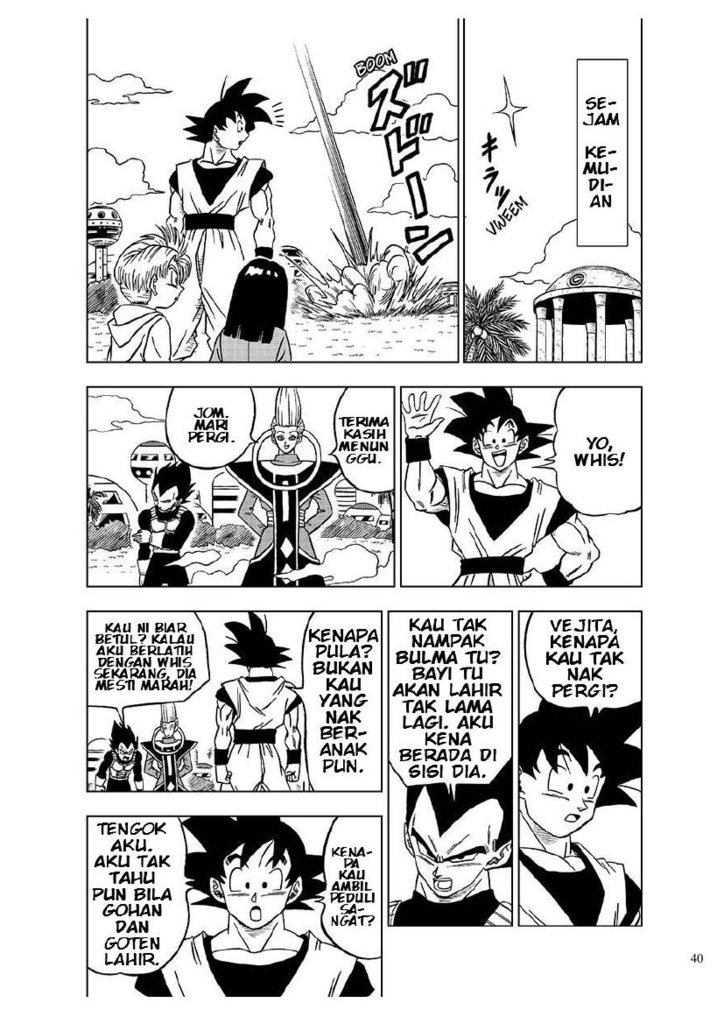 SE-
JAM
KE-
MU-
DI-
AN
キラッ
VWEEM
BOOM
ズドーン
YO,
WHIS!
TERIMA
KASIH
MENUN
GGU.
JOM.
MARI
PERGI.
VEJITA,
KENAPA
KAU TAK
NAK
PERGI?
KAU TAK
NAMPAK
BULMA TU?
BAYI TU
AKAN LAHIR
TAK LAMA
LAGI. AKU
KENA
BERADA DI
SISI DIA.
KENAPA
PULA?
BUKAN
KAU
YANG
NAK
BER-
ANAK
PUN.
KAU NI BIAR
BETUL? KALAU
AKU BERLATIH
DENGAN WHIS
SEKARANG, DIA
MESTI MARAH!
KENA-
PA
KAU
AMBIL
PEDULI
SA-
NGAT?
TENGOK
AKU.
AKU TAK
TAHU
PUN BILA
GOHAN
DAN
GOTEN
LAHIR.
40